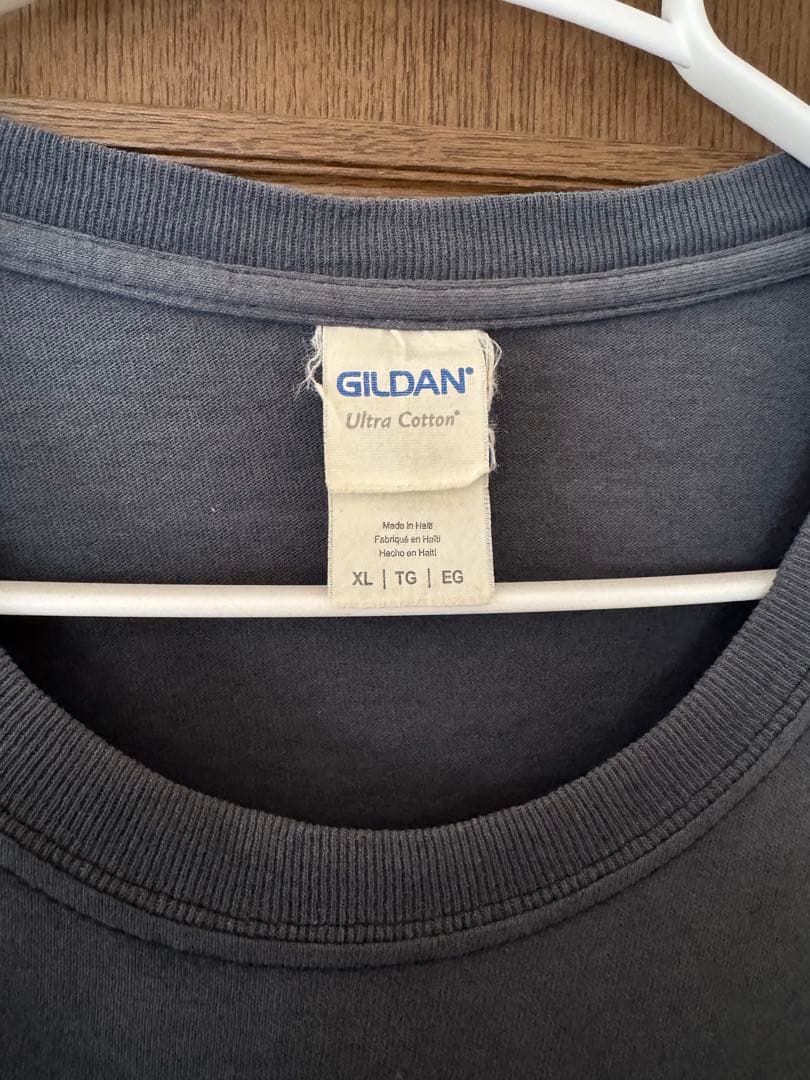 GILDAN®
Ultra Cotton®
Made in Haiti
Fabriqué en Haïti
Hecho en Haití
XL | TG | EG